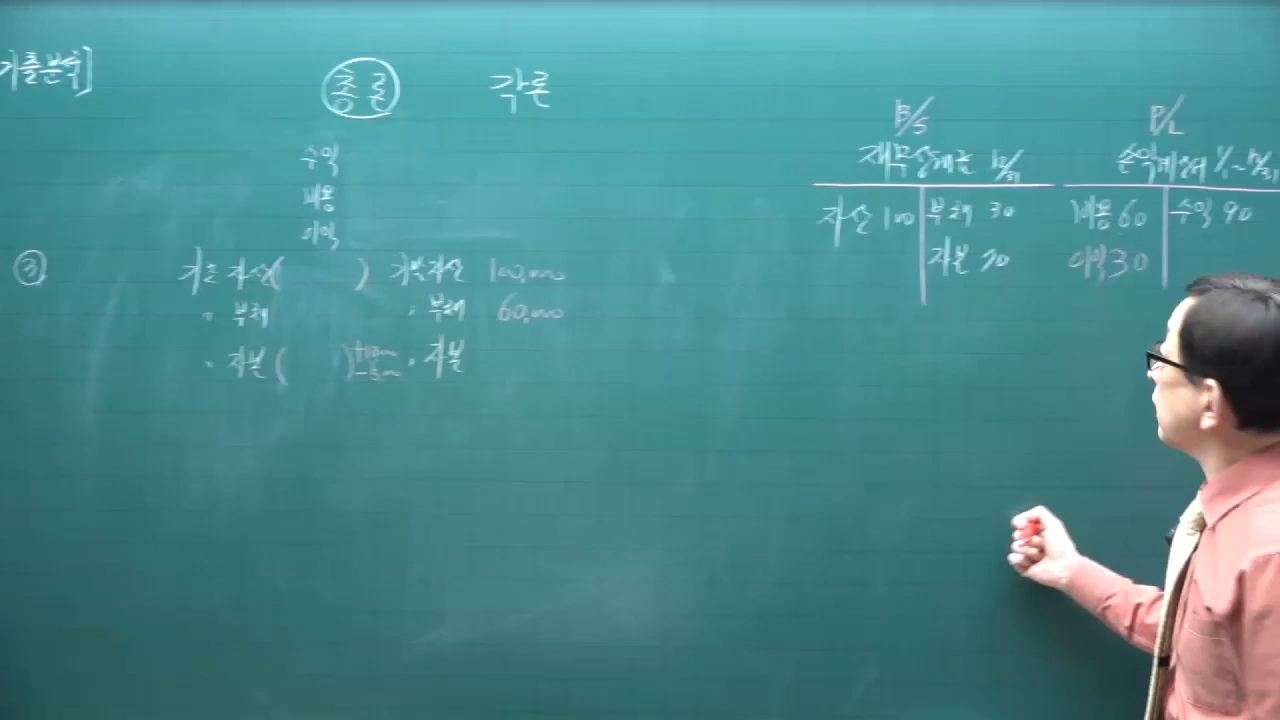 기출분석]
총론 각론
수익
비용
이익
③ 기초자산( ) 기말자산 100,000
〃 부채 〃 부채 60,000
〃 자본( ) 〃 자본
B/S
재무상태표 12/31
자산 100 부채 30
자본 70
P/L
손익계산서 1/1~12/31
비용 60 수익 90
이익 30